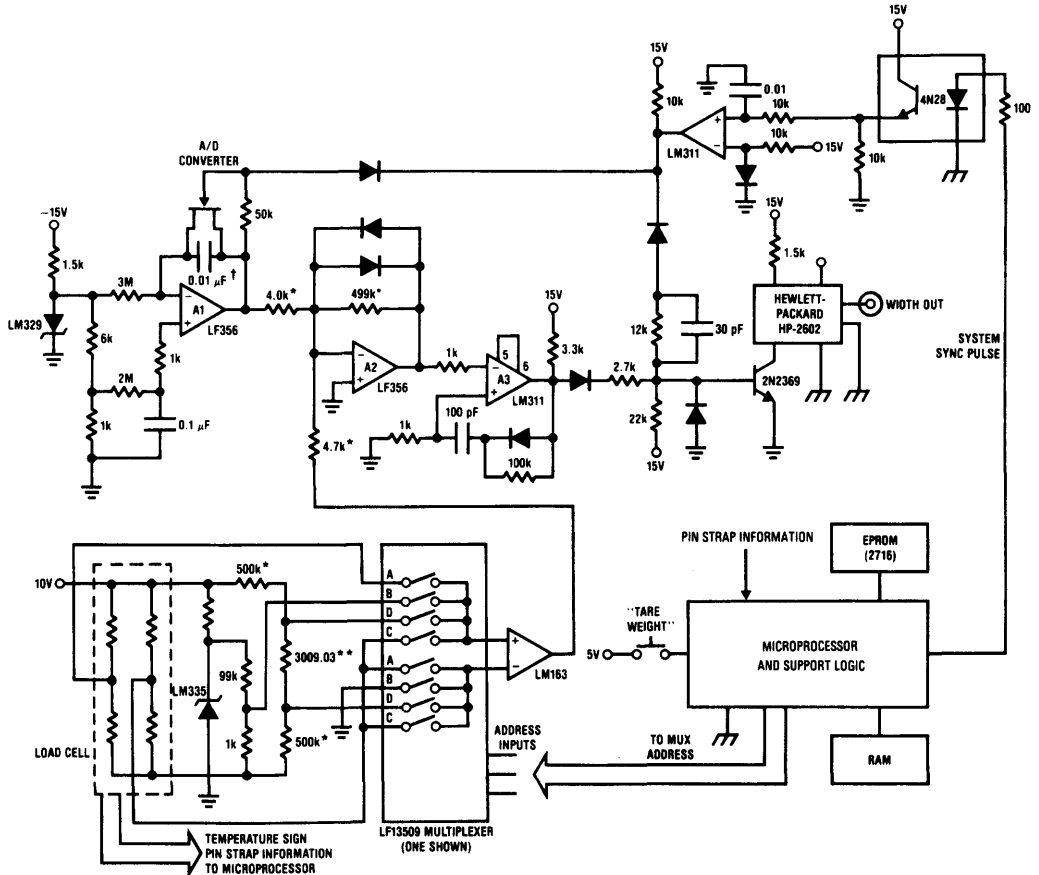 15V
15V
0.01
10k
10k
4N28
100
LM311
10k
15V
10k
A/D
CONVERTER
-15V
50k
15V
1.5k
0.01 µF †
1.5k
3M
A1
LF356
4.0k*
499k*
15V
HEWLETT-
PACKARD
HP-2602
WIDTH OUT
LM329
6k
12k
30 pF
SYSTEM
SYNC PULSE
1k
A2
LF356
1k
5
6
A3
LM311
3.3k
2.7k
2N2369
2M
1k
0.1 µF
4.7k*
1k
100 pF
100k
22k
15V
PIN STRAP INFORMATION
EPROM
(2716)
10V
500k*
A
B
D
C
A
B
D
C
3009.03**
99k
LM335
1k
500k*
LM163
"TARE
WEIGHT"
5V
MICROPROCESSOR
AND SUPPORT LOGIC
LOAD CELL
ADDRESS
INPUTS
TO MUX
ADDRESS
RAM
LF13509 MULTIPLEXER
(ONE SHOWN)
TEMPERATURE SIGN
PIN STRAP INFORMATION
TO MICROPROCESSOR